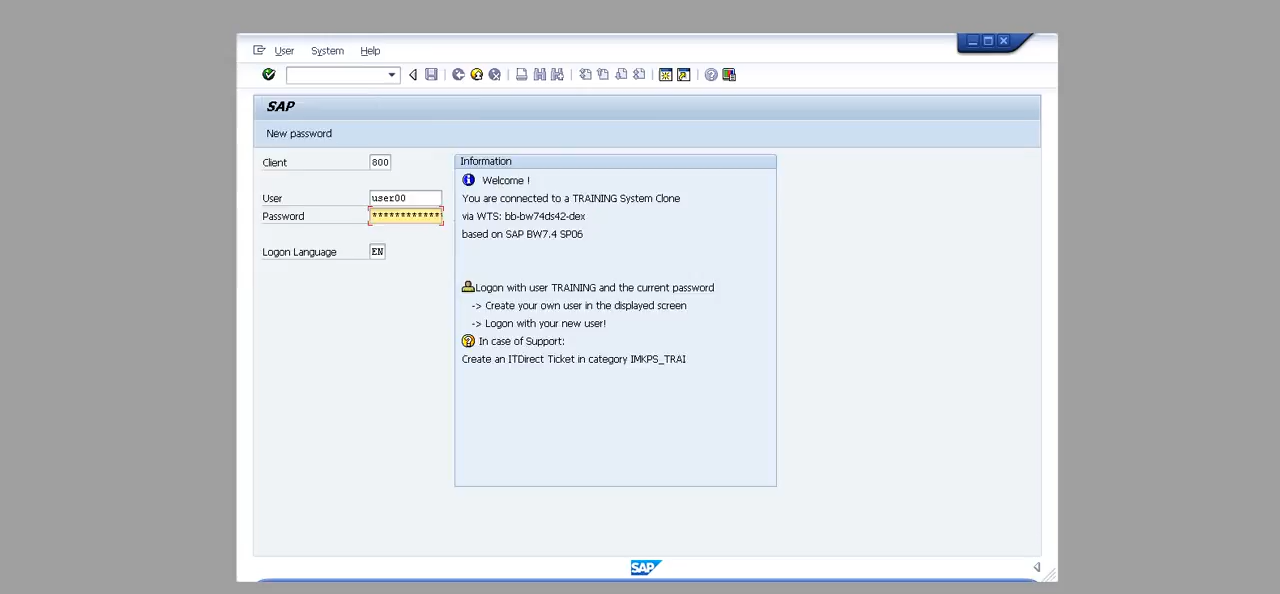 User System Help
SAP
New password
Client 800
User user00
Password ************
Logon Language EN
Information
Welcome !
You are connected to a TRAINING System Clone
via WTS: bb-bw74ds42-dex
based on SAP BW7.4 SP06
Logon with user TRAINING and the current password
-> Create your own user in the displayed screen
-> Logon with your new user!
In case of Support:
Create an ITDirect Ticket in category IMKPS_TRAI
SAP